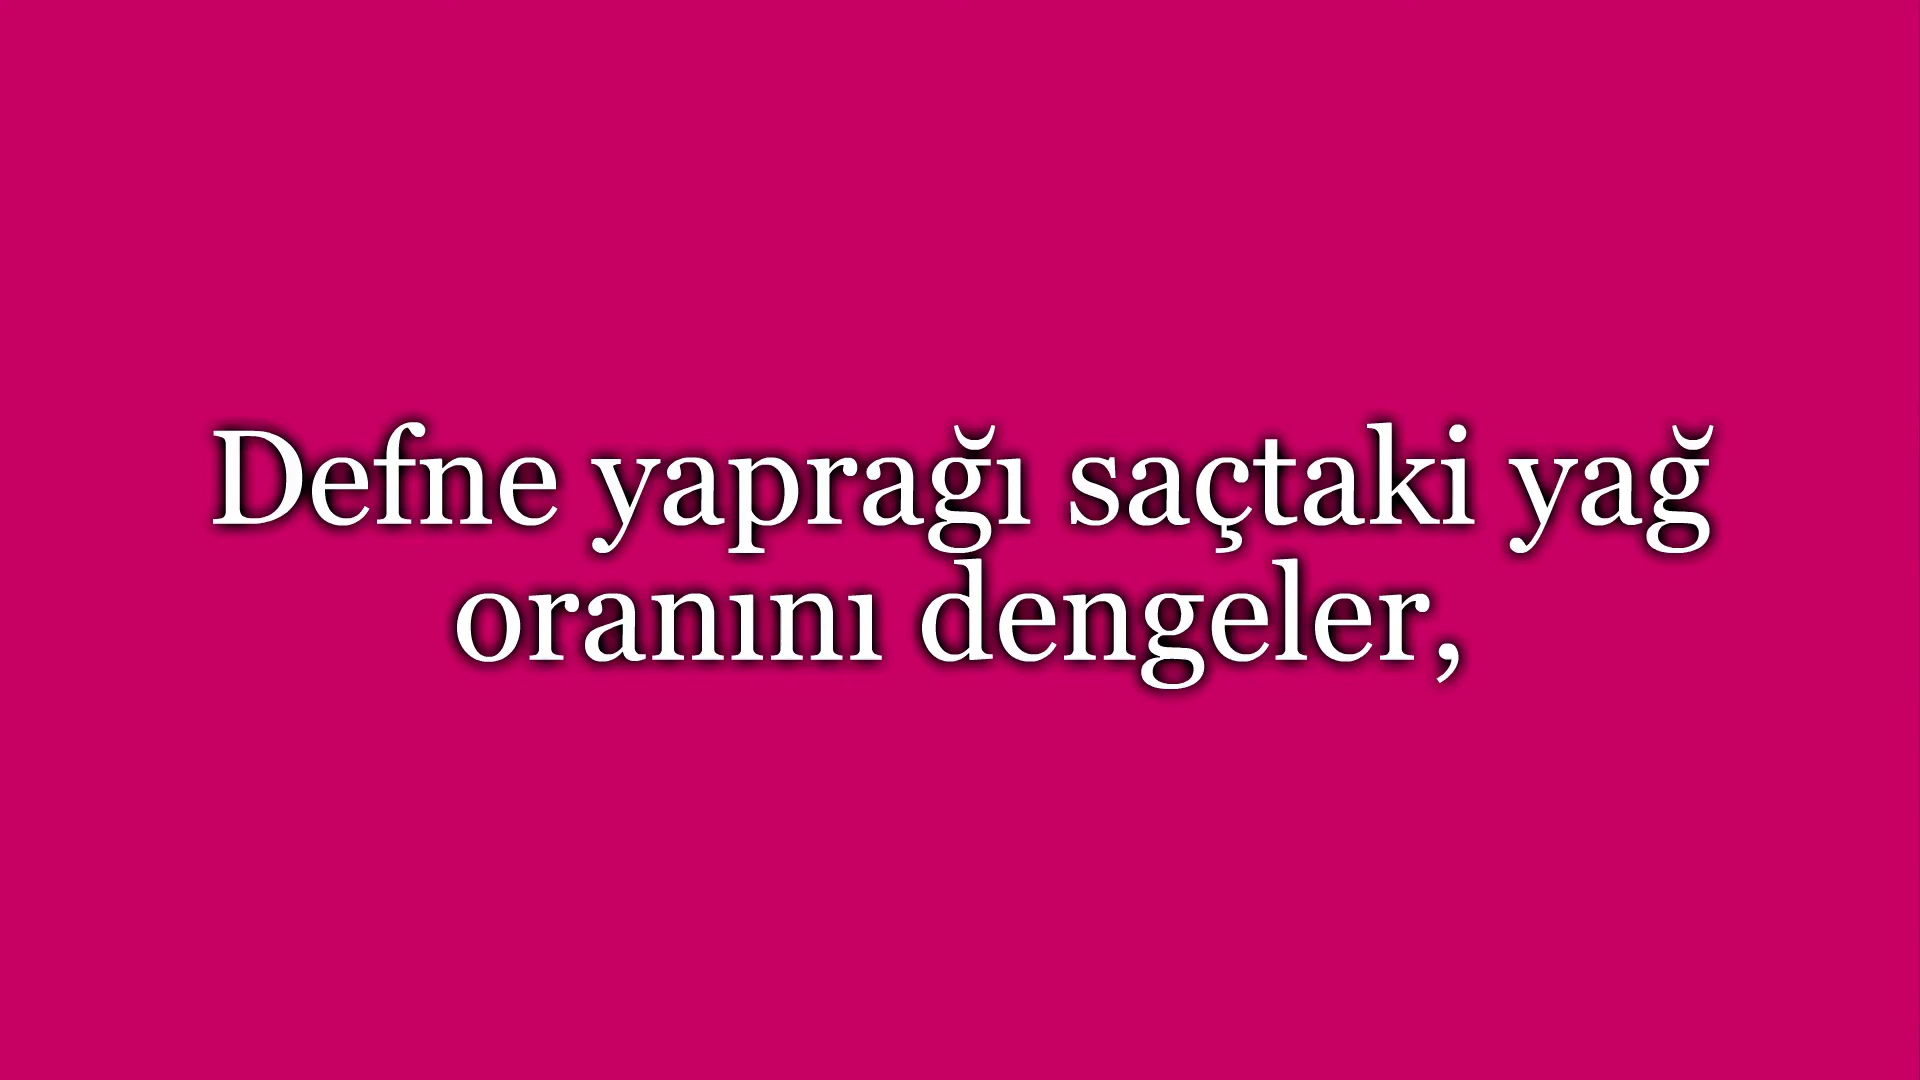 Defne yaprağı saçtaki yağ
oranını dengeler,